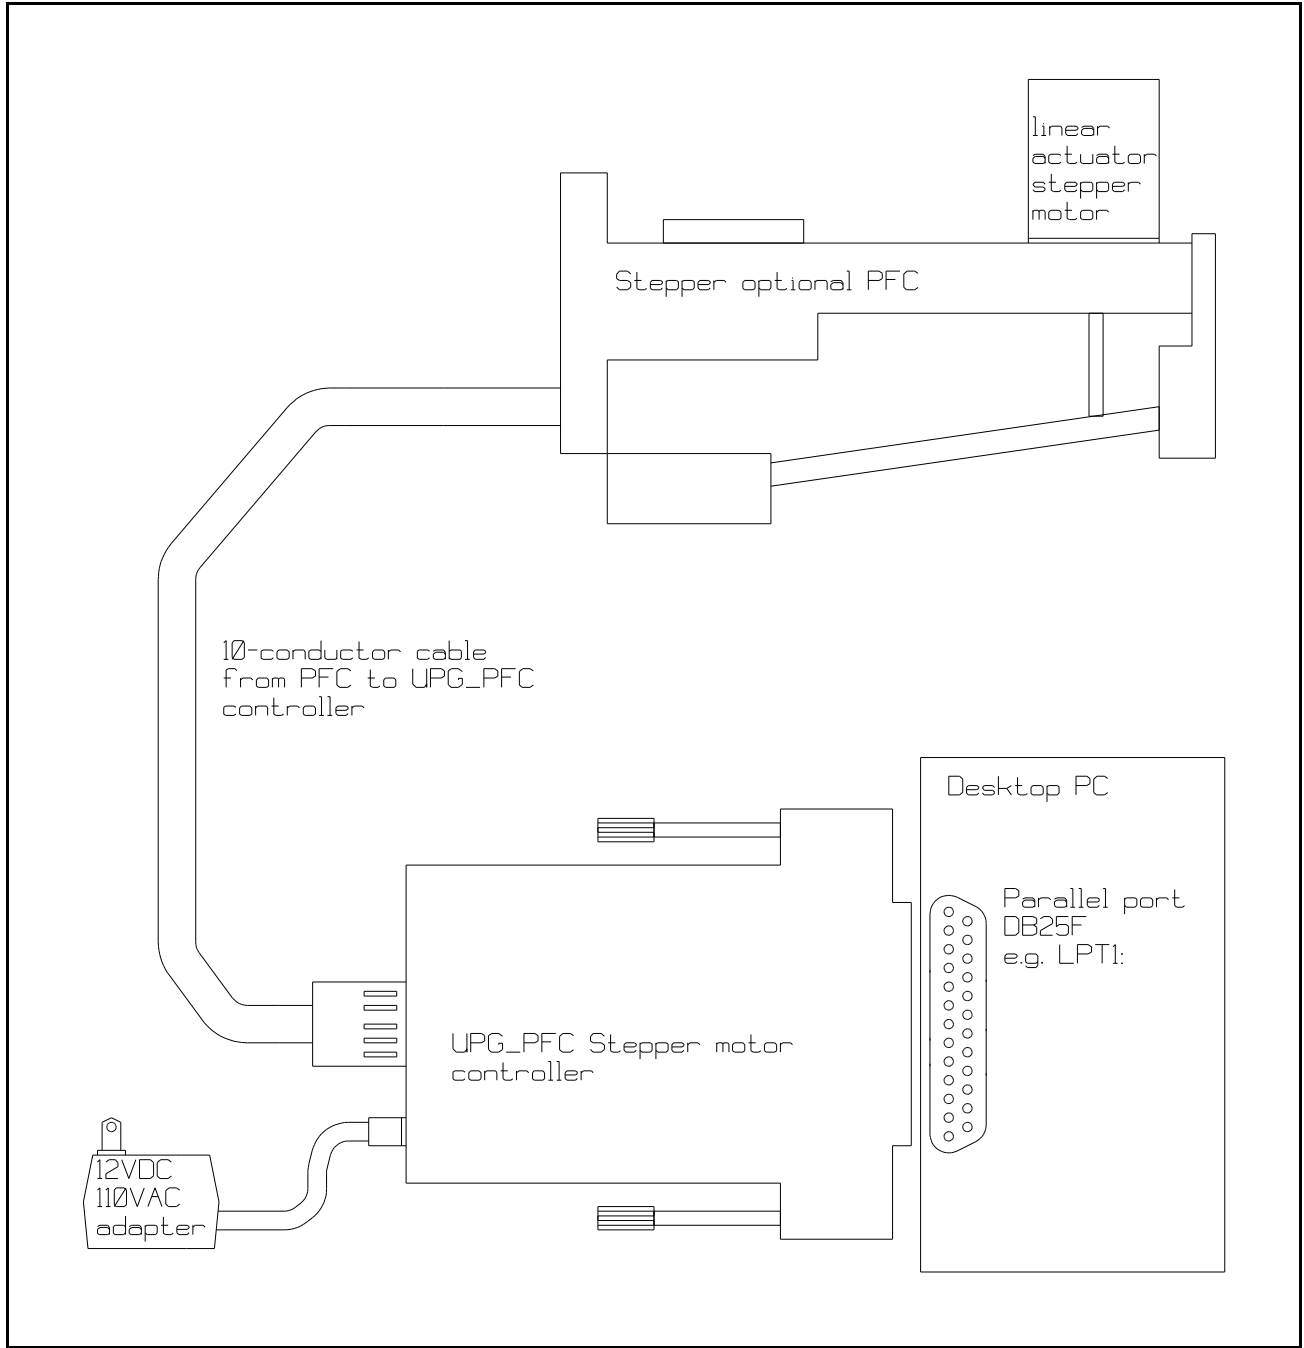 linear
actuator
stepper
motor
Stepper optional PFC
10-conductor cable
from PFC to UPG_PFC
controller
Desktop PC
Parallel port
DB25F
e.g. LPT1:
UPG_PFC Stepper motor
controller
12VDC
110VAC
adapter